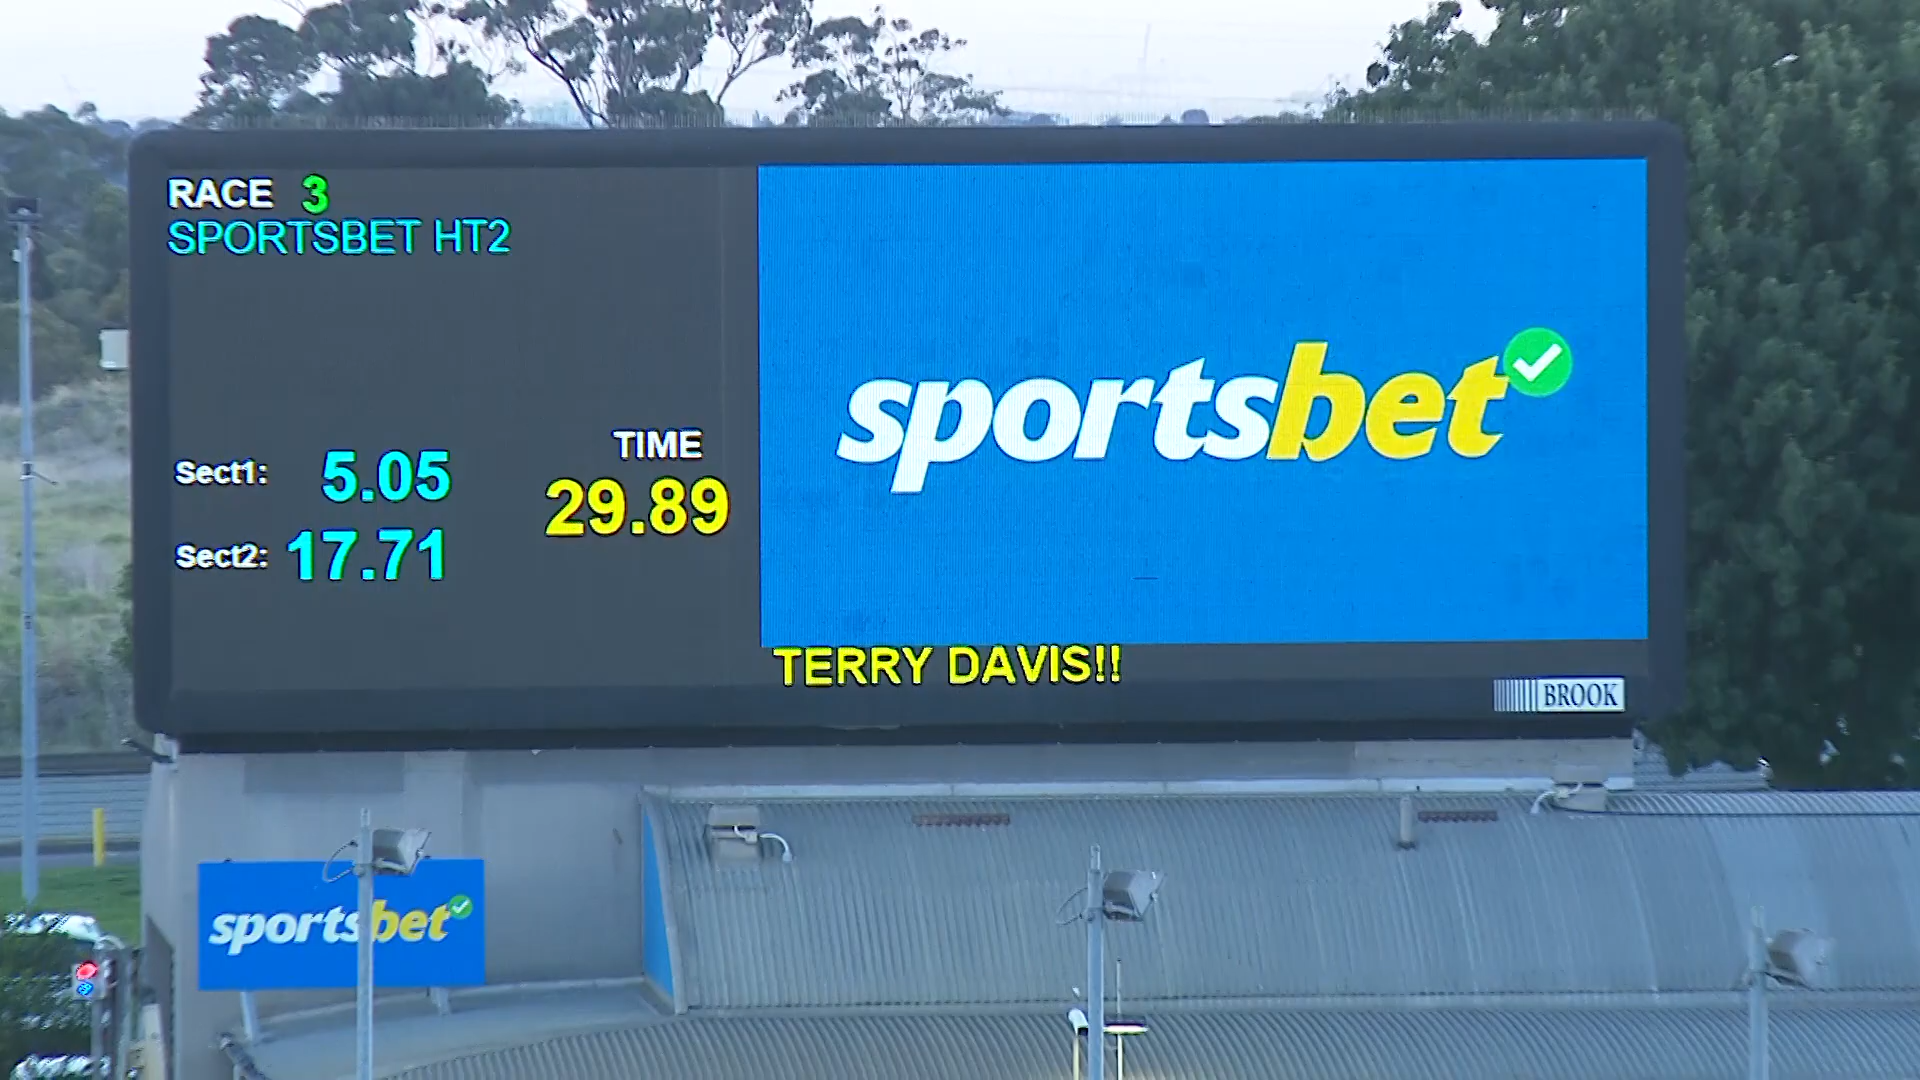 RACE 3
SPORTSBET HT2
sportsbet
TIME
Sect1: 5.05
29.89
Sect2: 17.71
TERRY DAVIS!!
BROOK
sportsbet